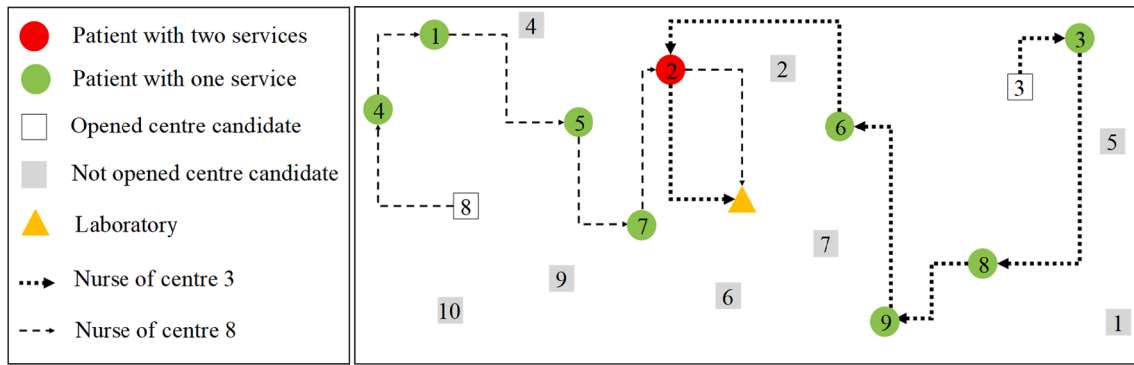 Patient with two services
Patient with one service
Opened centre candidate
Not opened centre candidate
Laboratory
Nurse of centre 3
Nurse of centre 8
1
4
2
2
3
3
4
5
6
5
8
7
7
8
9
6
10
9
1